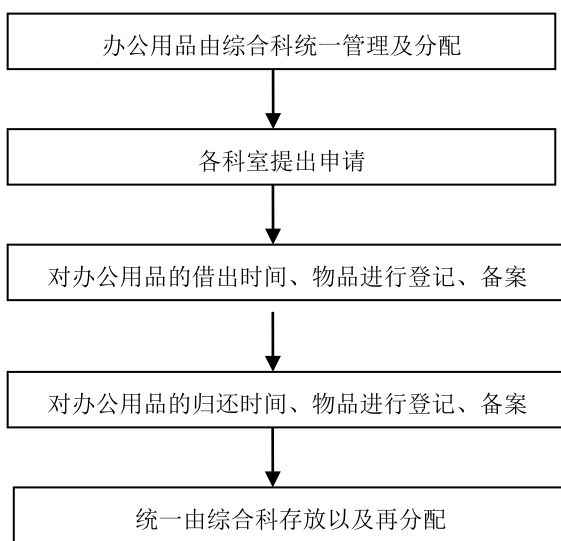 办公用品由综合科统一管理及分配
各科室提出申请
对办公用品的借出时间、物品进行登记、备案
对办公用品的归还时间、物品进行登记、备案
统一由综合科存放以及再分配